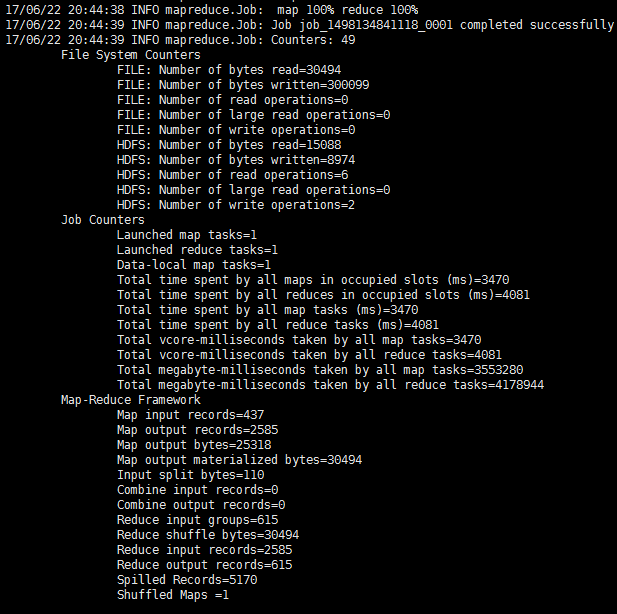 17/06/22 20:44:38 INFO mapreduce.Job:  map 100% reduce 100%
17/06/22 20:44:39 INFO mapreduce.Job: Job job_1498134841118_0001 completed successfully
17/06/22 20:44:39 INFO mapreduce.Job: Counters: 49
File System Counters
FILE: Number of bytes read=30494
FILE: Number of bytes written=300099
FILE: Number of read operations=0
FILE: Number of large read operations=0
FILE: Number of write operations=0
HDFS: Number of bytes read=15088
HDFS: Number of bytes written=8974
HDFS: Number of read operations=6
HDFS: Number of large read operations=0
HDFS: Number of write operations=2
Job Counters
Launched map tasks=1
Launched reduce tasks=1
Data-local map tasks=1
Total time spent by all maps in occupied slots (ms)=3470
Total time spent by all reduces in occupied slots (ms)=4081
Total time spent by all map tasks (ms)=3470
Total time spent by all reduce tasks (ms)=4081
Total vcore-milliseconds taken by all map tasks=3470
Total vcore-milliseconds taken by all reduce tasks=4081
Total megabyte-milliseconds taken by all map tasks=3553280
Total megabyte-milliseconds taken by all reduce tasks=4178944
Map-Reduce Framework
Map input records=437
Map output records=2585
Map output bytes=25318
Map output materialized bytes=30494
Input split bytes=110
Combine input records=0
Combine output records=0
Reduce input groups=615
Reduce shuffle bytes=30494
Reduce input records=2585
Reduce output records=615
Spilled Records=5170
Shuffled Maps =1